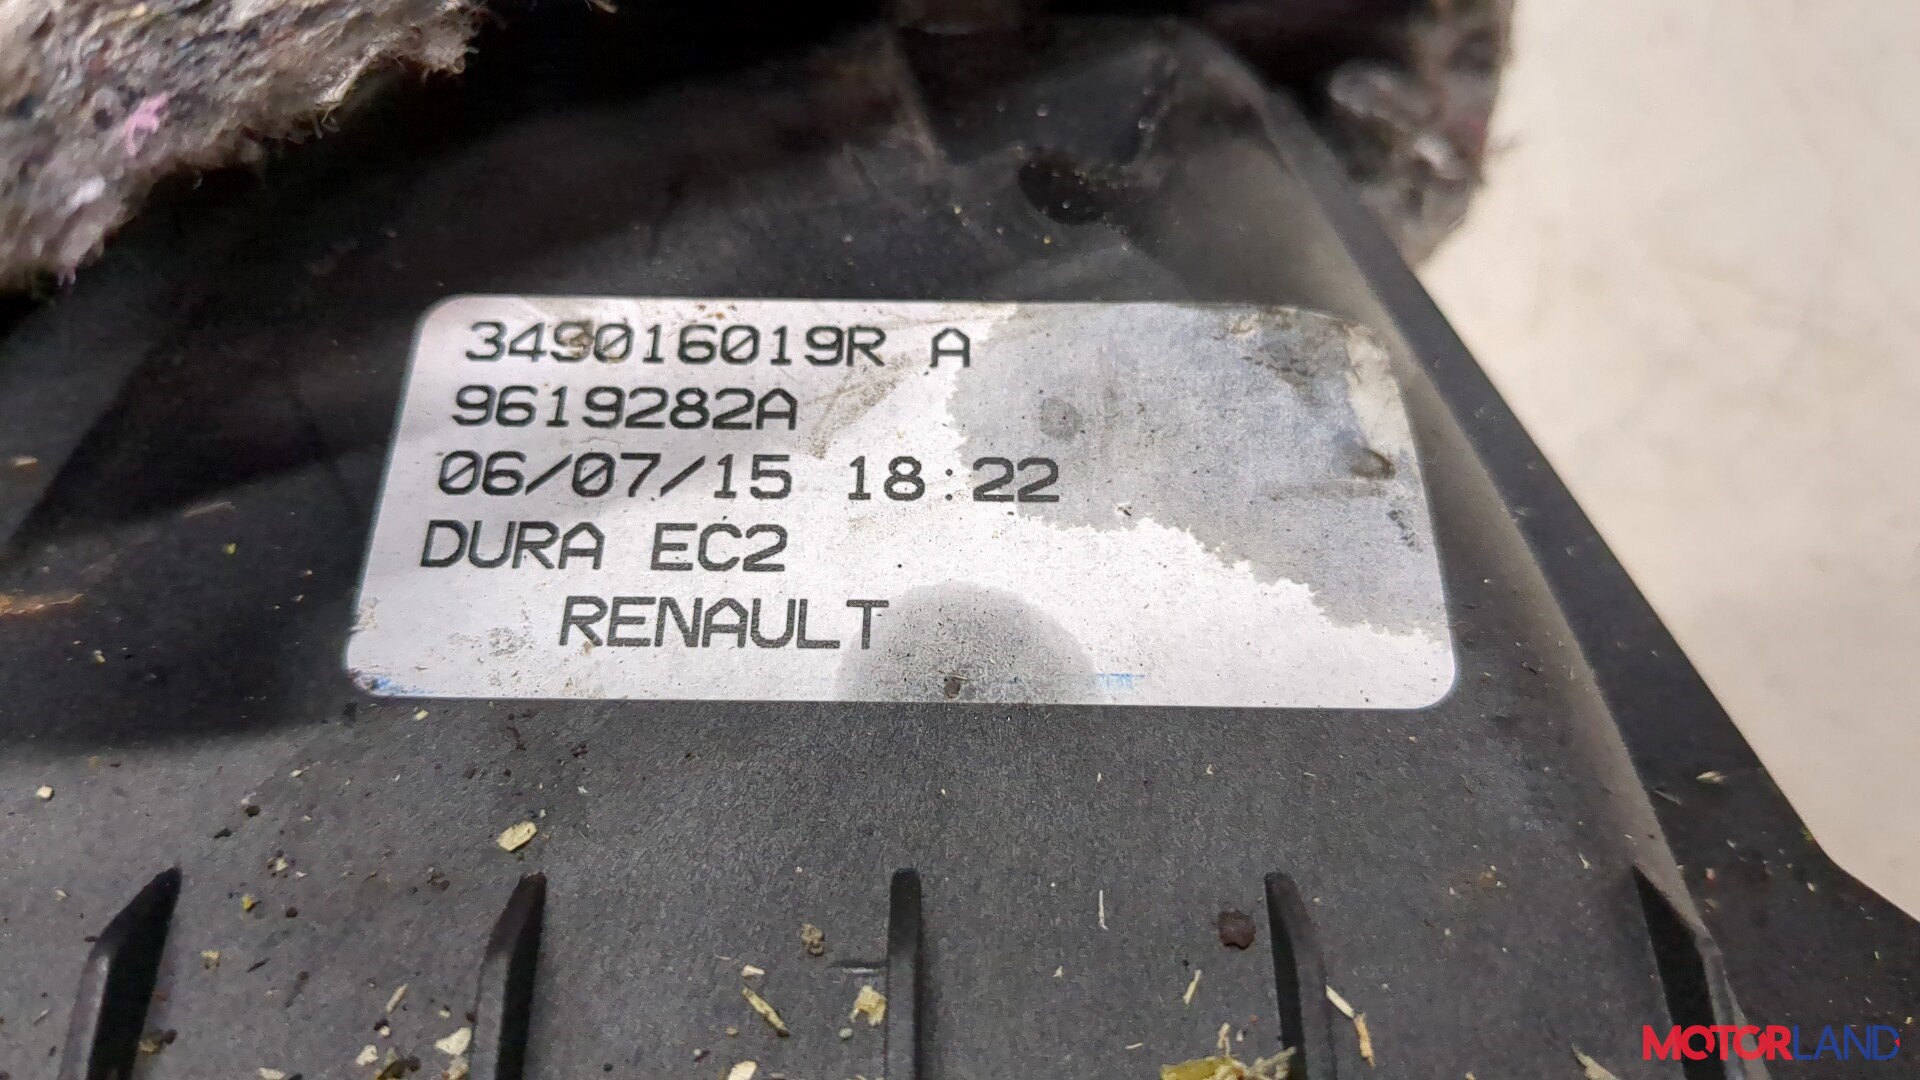 349016019R A
9619282A
06/07/15 18:22
DURA EC2
RENAULT
MOTORLAND